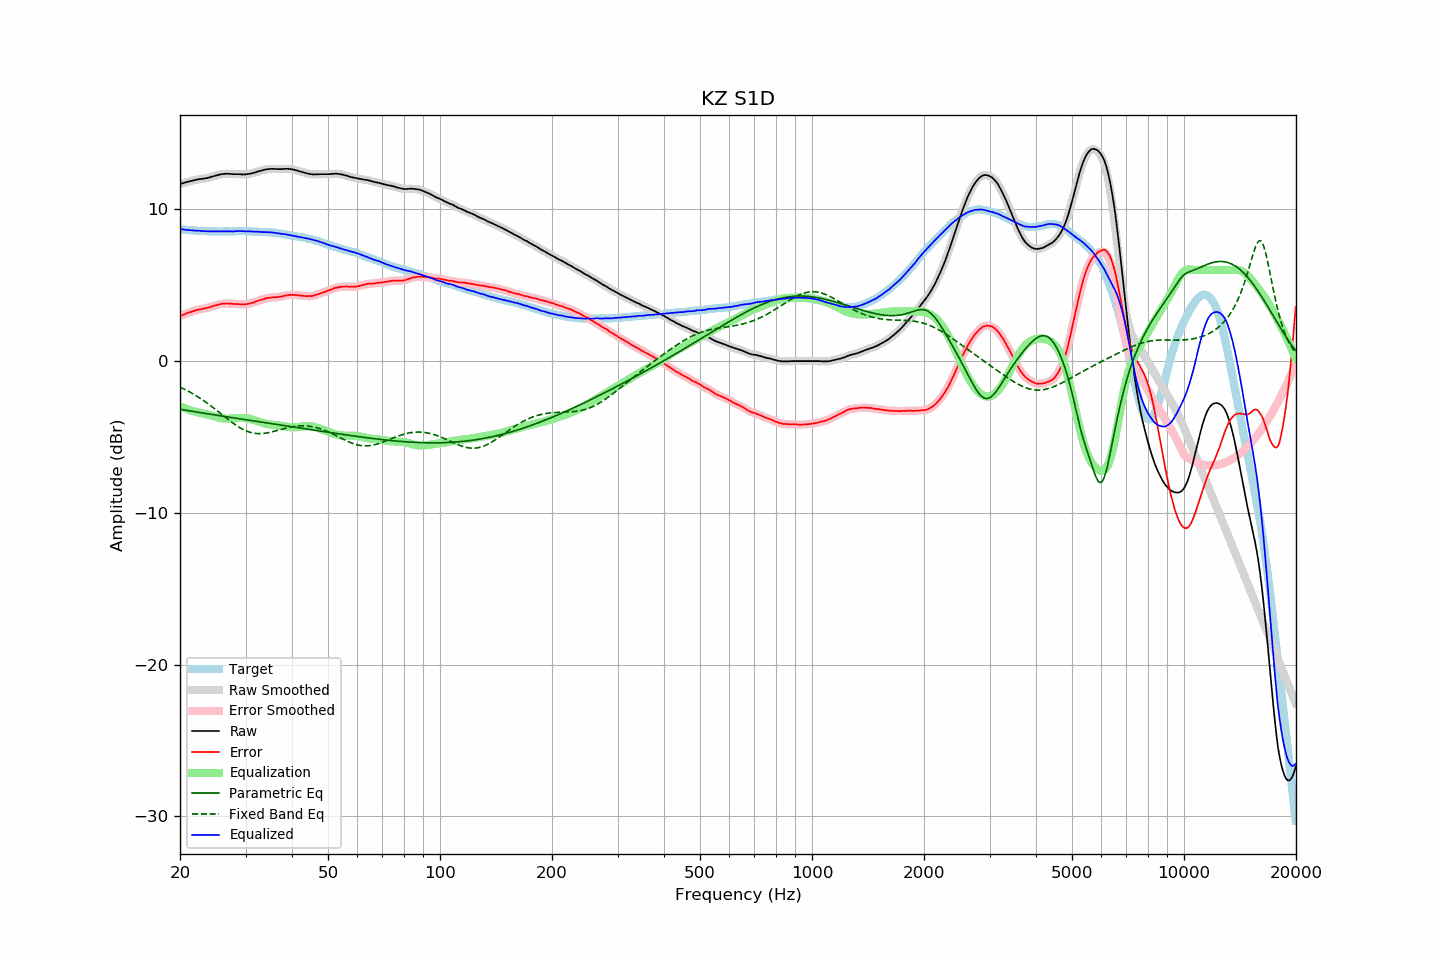 KZ S1D
10
0
−10
−20
−30
Amplitude (dBr)
Target
Raw Smoothed
Error Smoothed
Raw
Error
Equalization
Parametric Eq
Fixed Band Eq
Equalized
20 50 100 200 500 1000 2000 5000 10000 20000
Frequency (Hz)